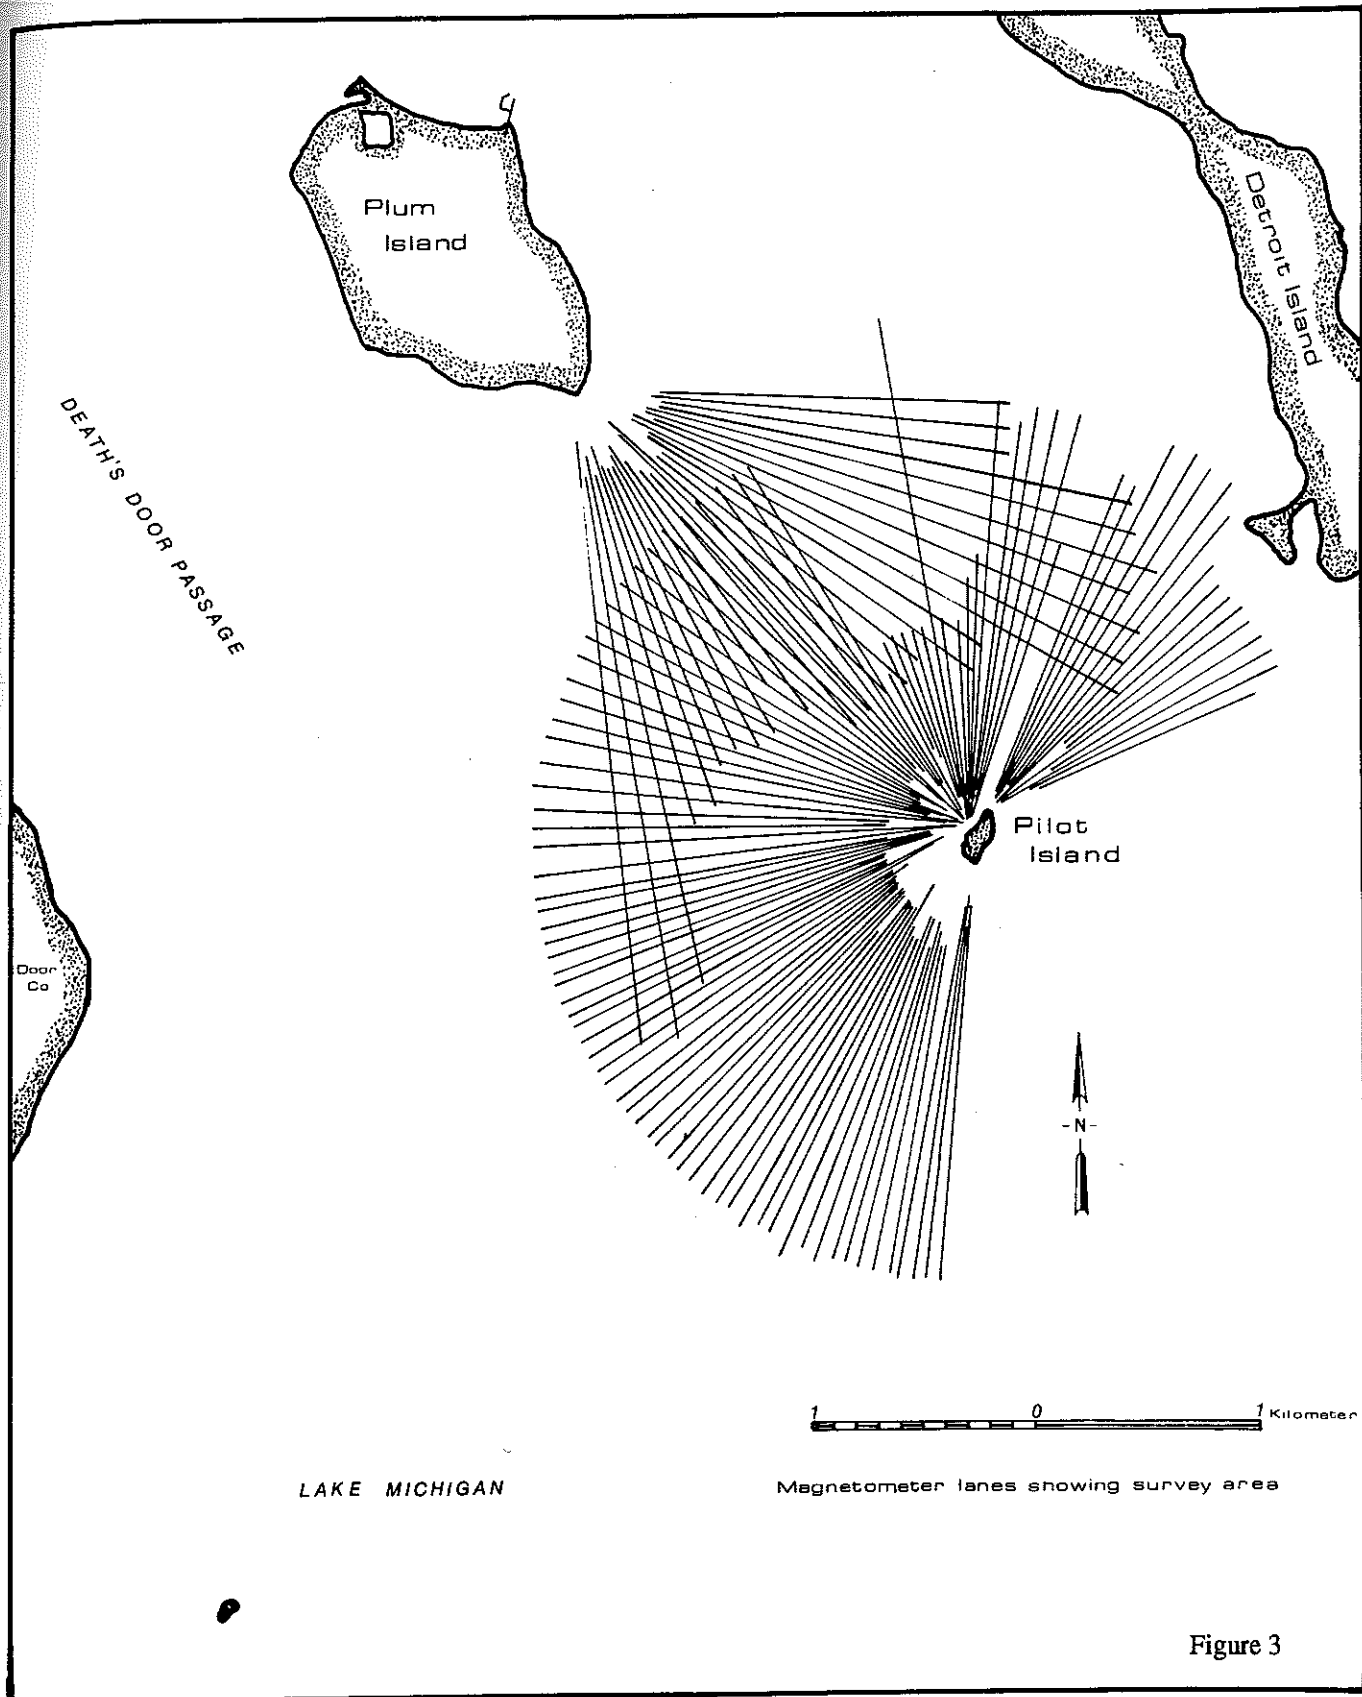 Plum
Island
Detroit Island
DEATH'S DOOR PASSAGE
Pilot
Island
Door
Co
-N-
1 0 1 Kilometer
LAKE MICHIGAN
Magnetometer lanes showing survey area
Figure 3